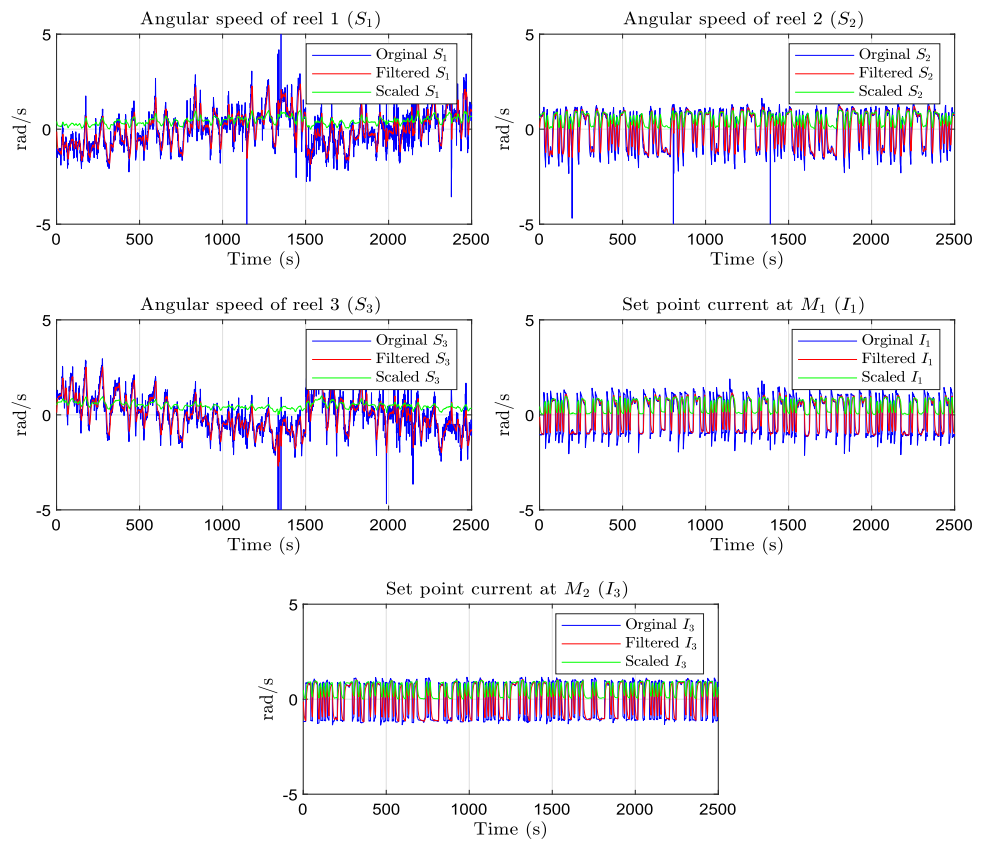 Angular speed of reel 1 (S₁)
5
0
-5
rad/s
Orginal S₁
Filtered S₁
Scaled S₁
0 500 1000 1500 2000 2500
Time (s)
Angular speed of reel 2 (S₂)
5
0
-5
rad/s
Orginal S₂
Filtered S₂
Scaled S₂
0 500 1000 1500 2000 2500
Time (s)
Angular speed of reel 3 (S₃)
5
0
-5
rad/s
Orginal S₃
Filtered S₃
Scaled S₃
0 500 1000 1500 2000 2500
Time (s)
Set point current at M₁ (I₁)
5
0
-5
rad/s
Orginal I₁
Filtered I₁
Scaled I₁
0 500 1000 1500 2000 2500
Time (s)
Set point current at M₂ (I₃)
5
0
-5
rad/s
Orginal I₃
Filtered I₃
Scaled I₃
0 500 1000 1500 2000 2500
Time (s)